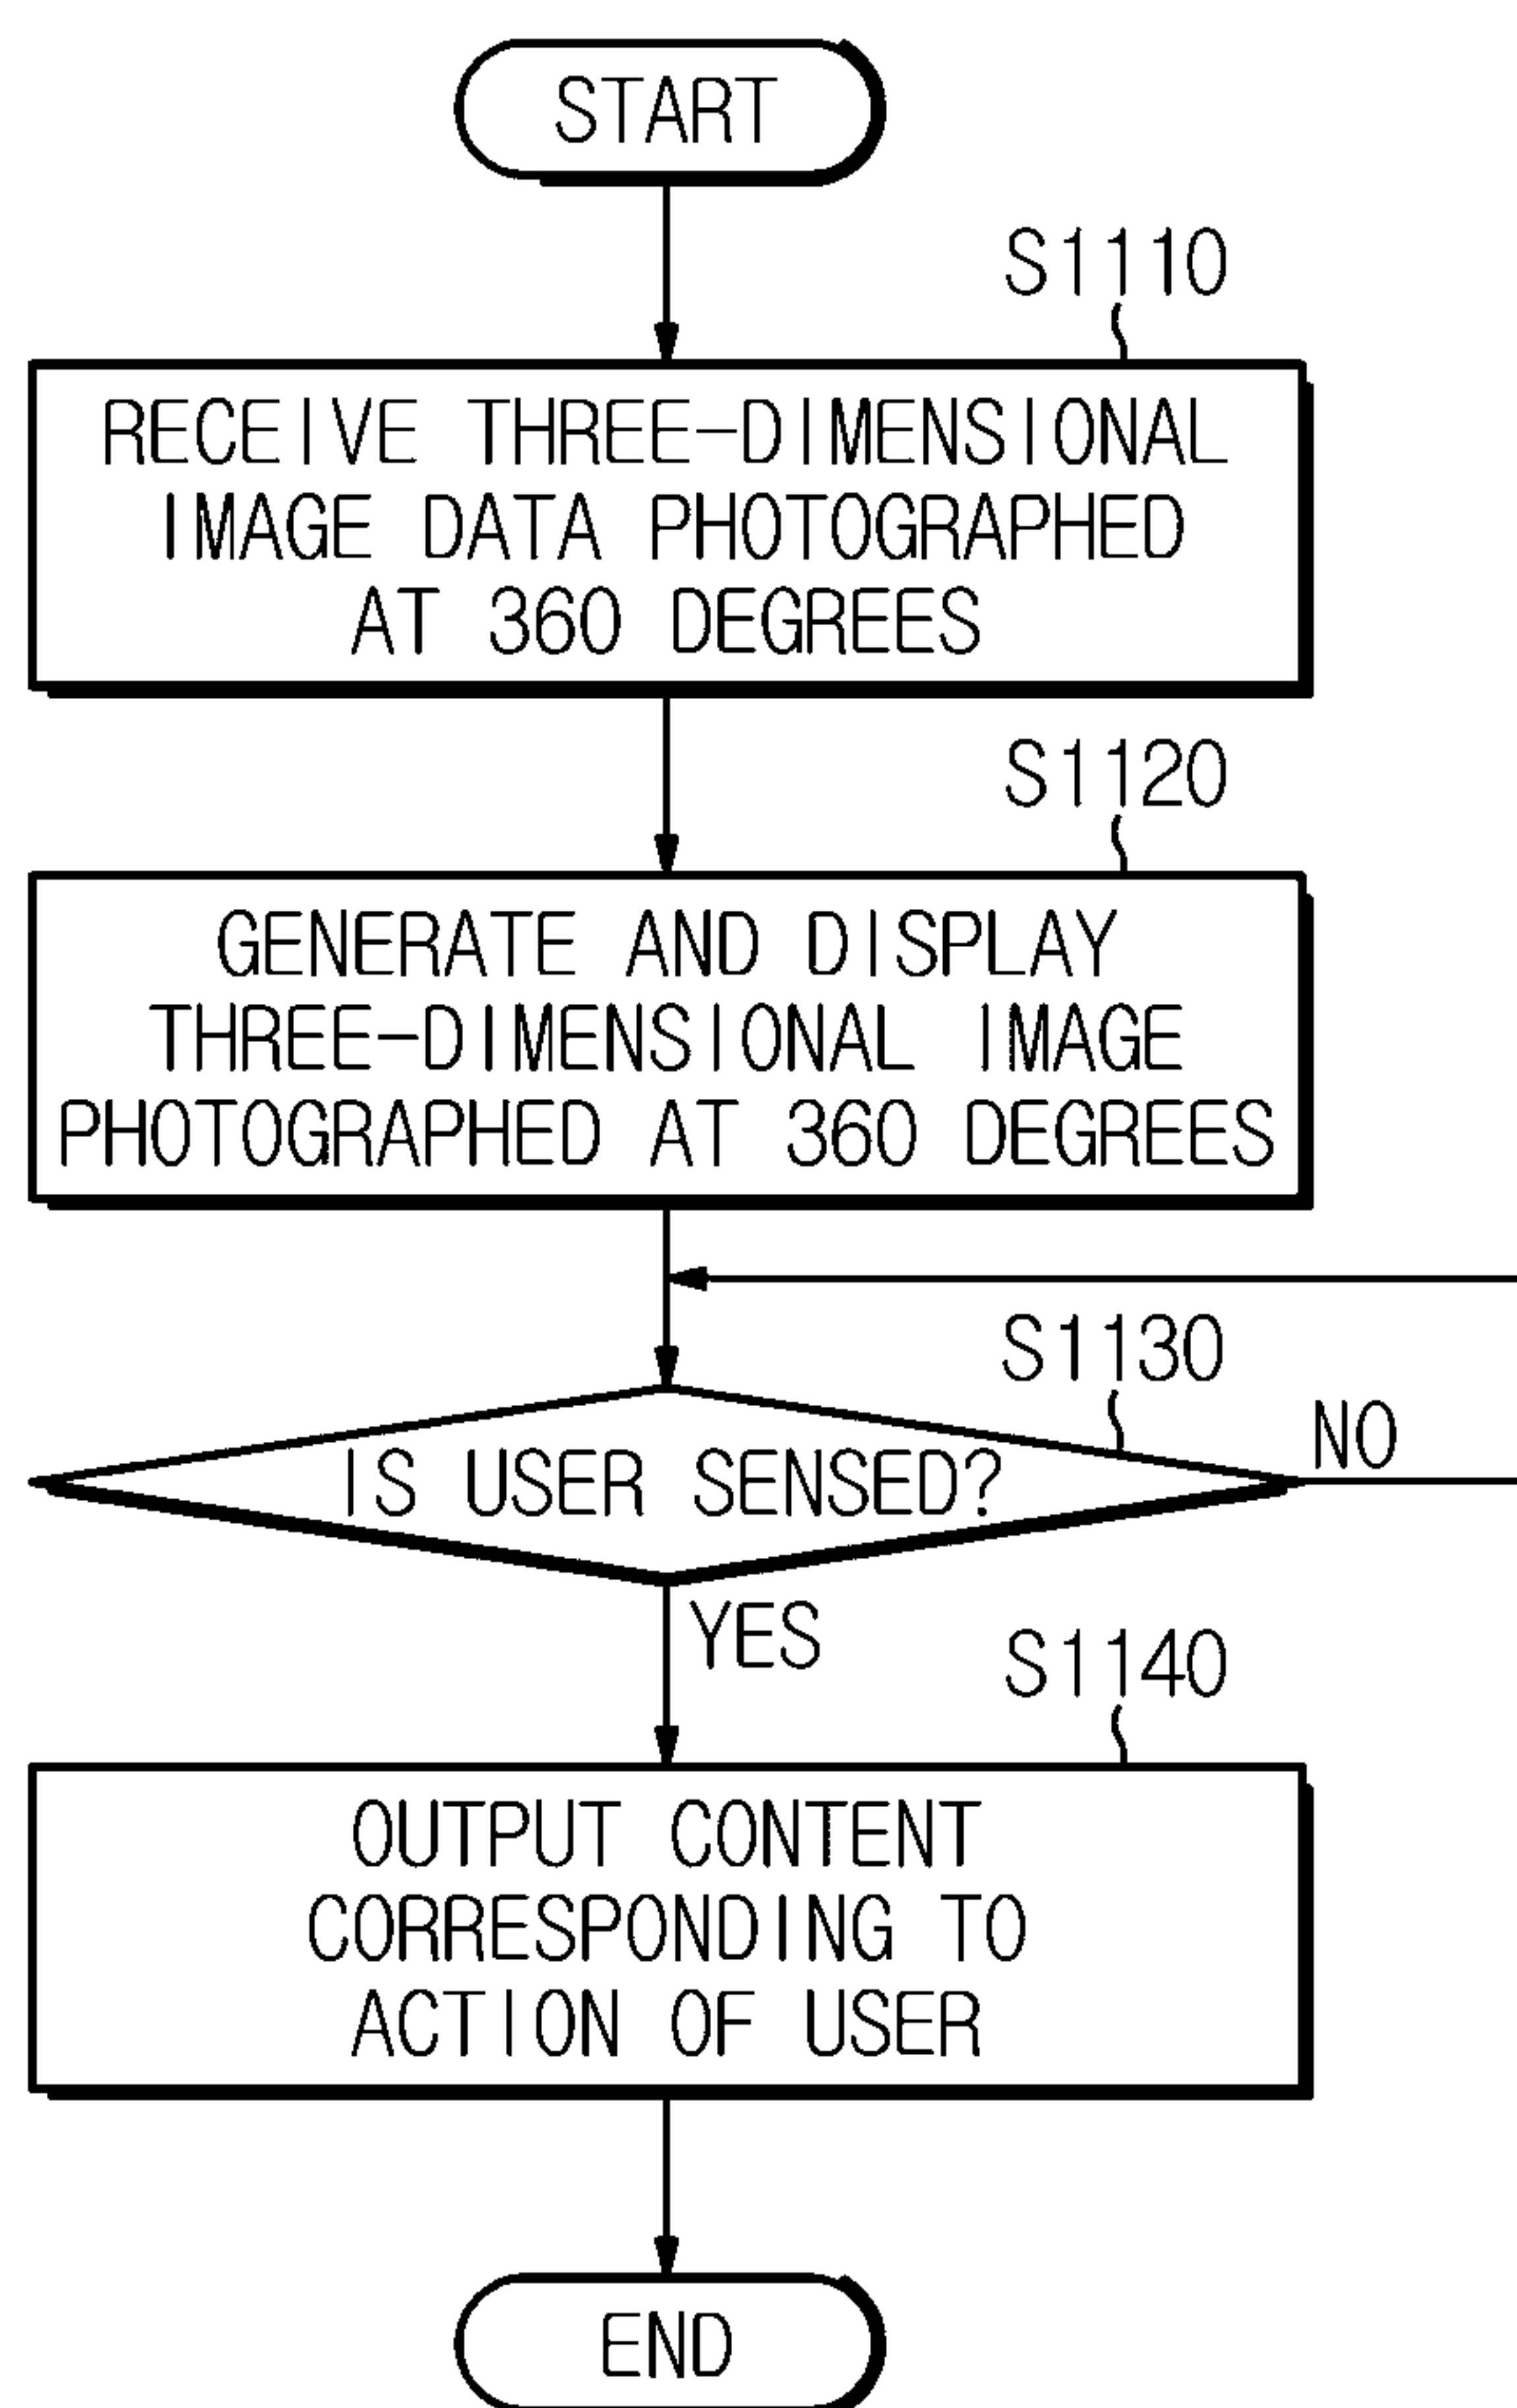 START
S1110
RECEIVE THREE-DIMENSIONAL
IMAGE DATA PHOTOGRAPHED
AT 360 DEGREES
S1120
GENERATE AND DISPLAY
THREE-DIMENSIONAL IMAGE
PHOTOGRAPHED AT 360 DEGREES
S1130
IS USER SENSED?
NO
YES
S1140
OUTPUT CONTENT
CORRESPONDING TO
ACTION OF USER
END